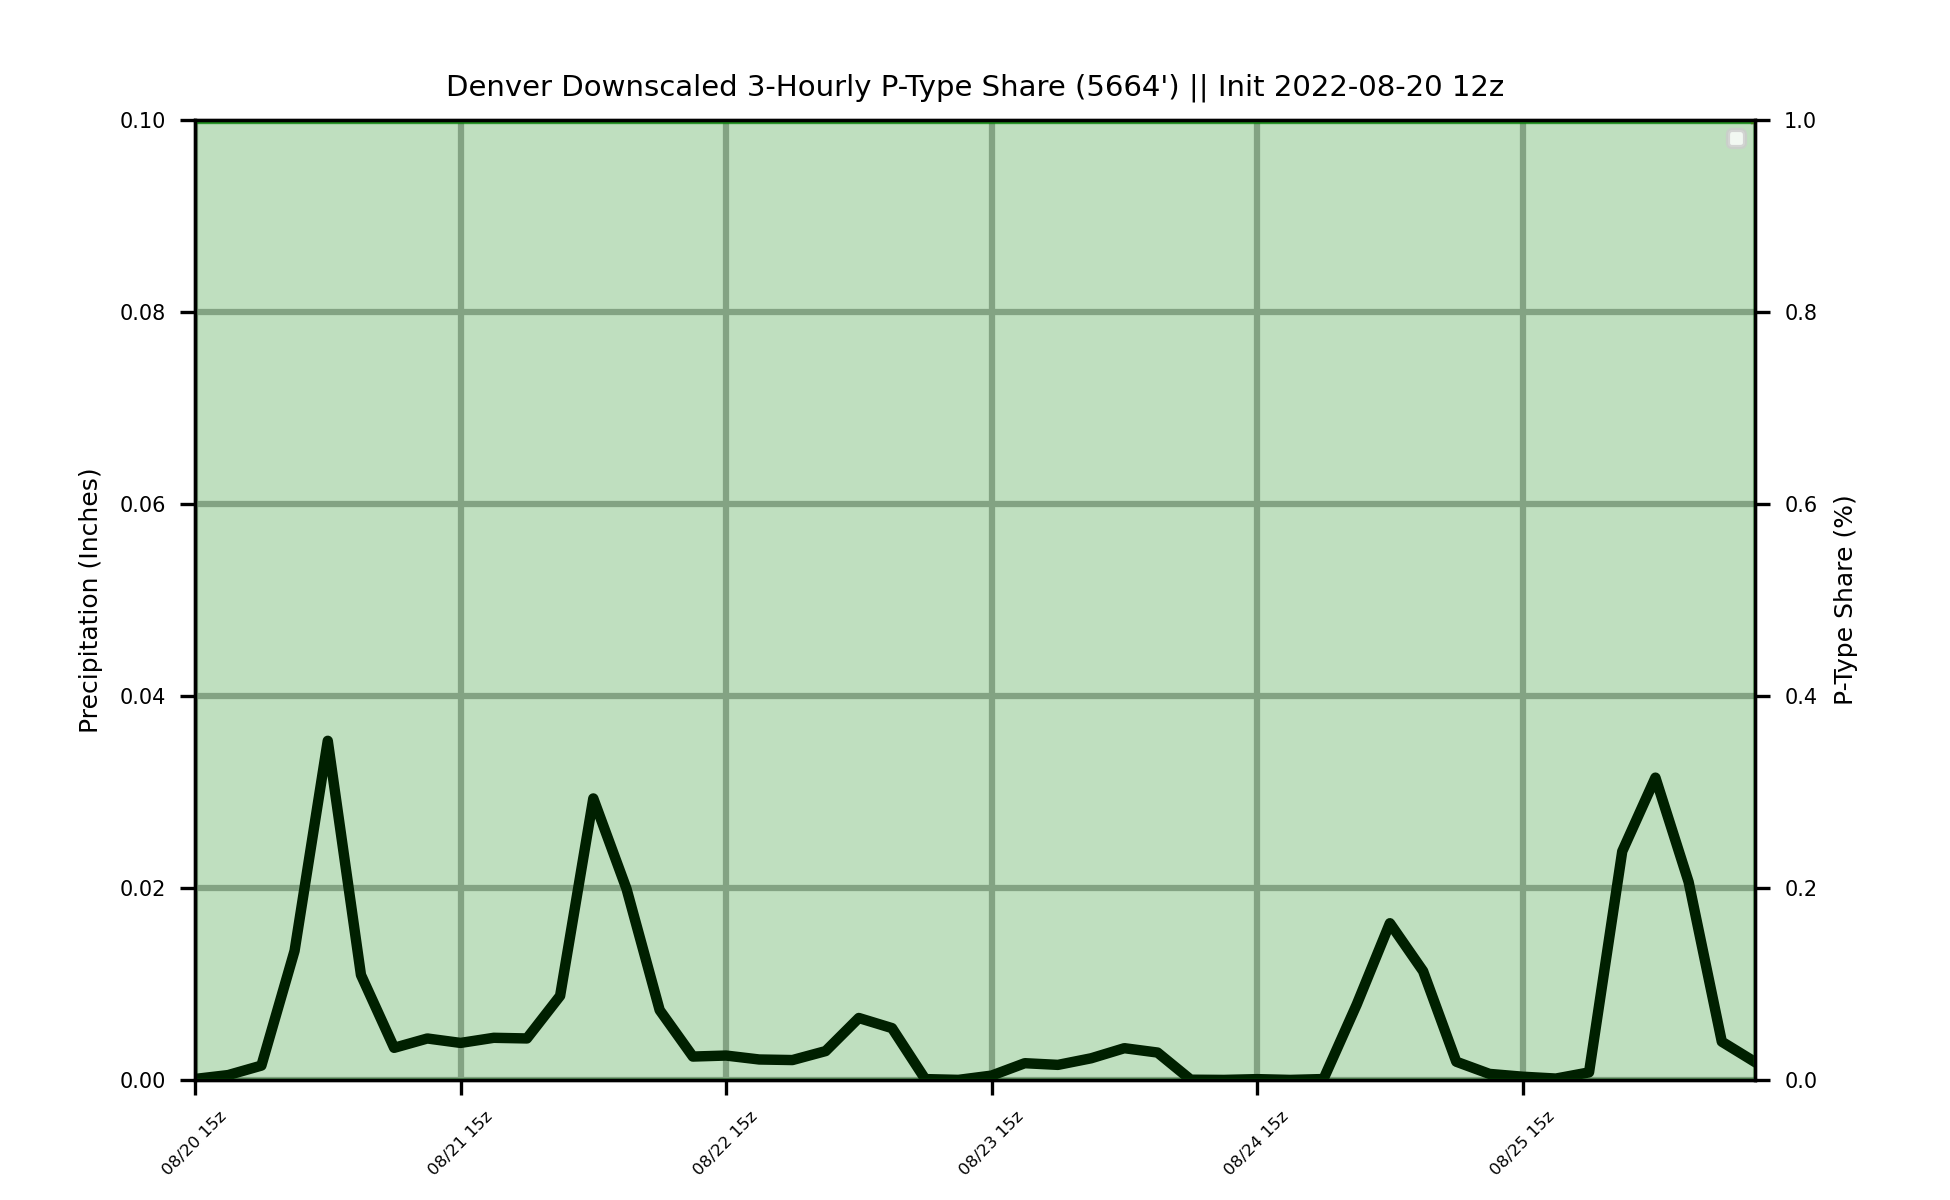 Denver Downscaled 3-Hourly P-Type Share (5664') || Init 2022-08-20 12z
Precipitation (Inches)
0.10
0.08
0.06
0.04
0.02
0.00
1.0
0.8
0.6
0.4
0.2
0.0
P-Type Share (%)
08/20 15z
08/21 15z
08/22 15z
08/23 15z
08/24 15z
08/25 15z